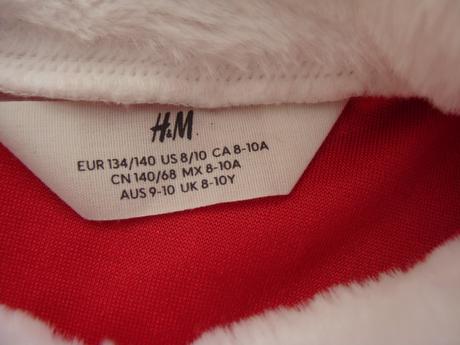 H&M
EUR 134/140 US 8/10 CA 8-10A
CN 140/68 MX 8-10A
AUS 9-10 UK 8-10Y